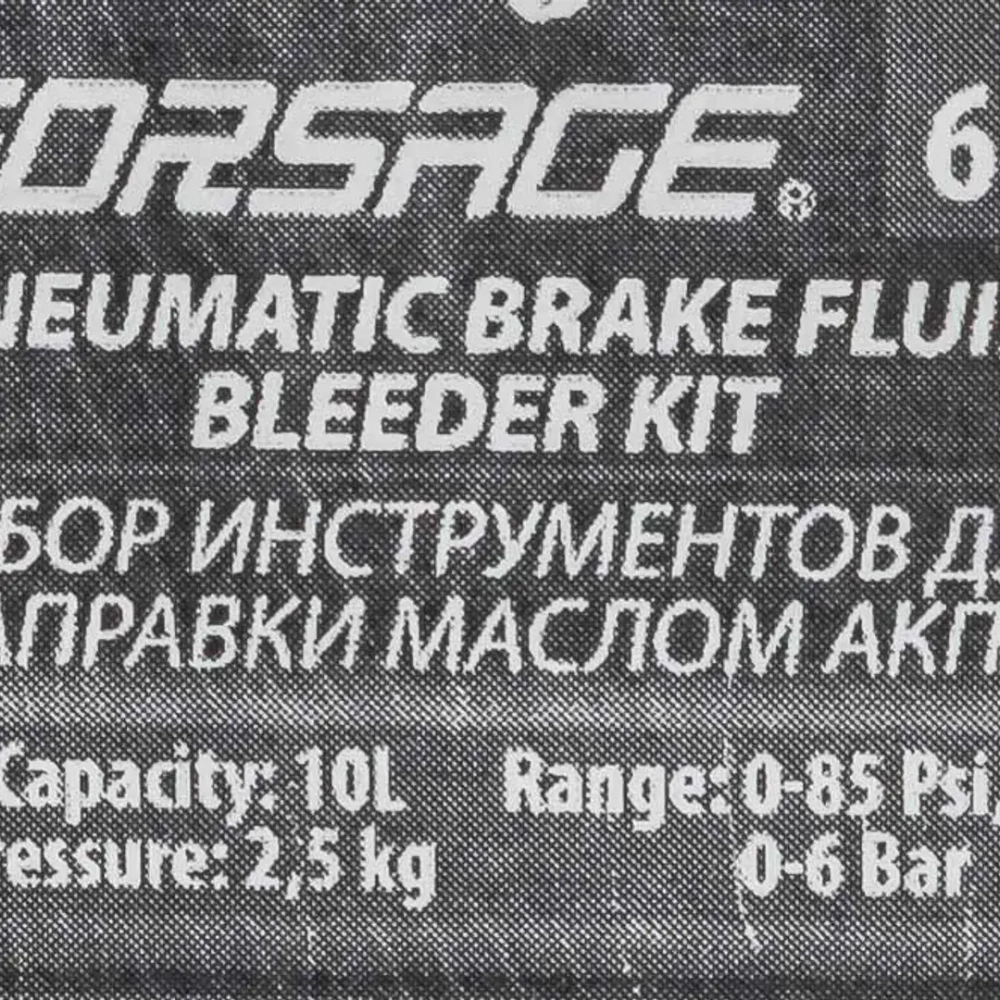 FORSAGE® 6
NEUMATIC BRAKE FLUI
BLEEDER KIT
БОР ИНСТРУМЕНТОВ Д
АПРАВКИ МАСЛОМ АКП
Capacity: 10L Range: 0-85 Psi,
ressure: 2,5 kg 0-6 Bar